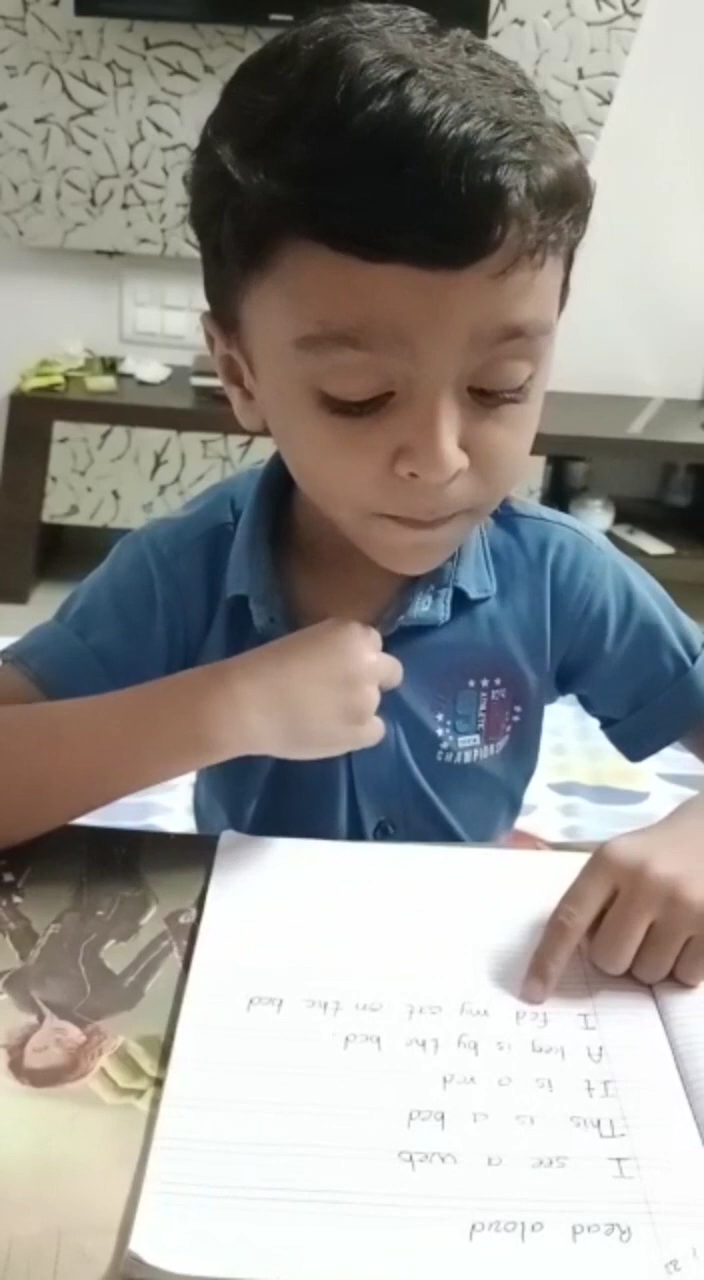 Read aloud
I see a web
This is a bed
It is a red
A keg is by the bed.
I fed my cat on the bed